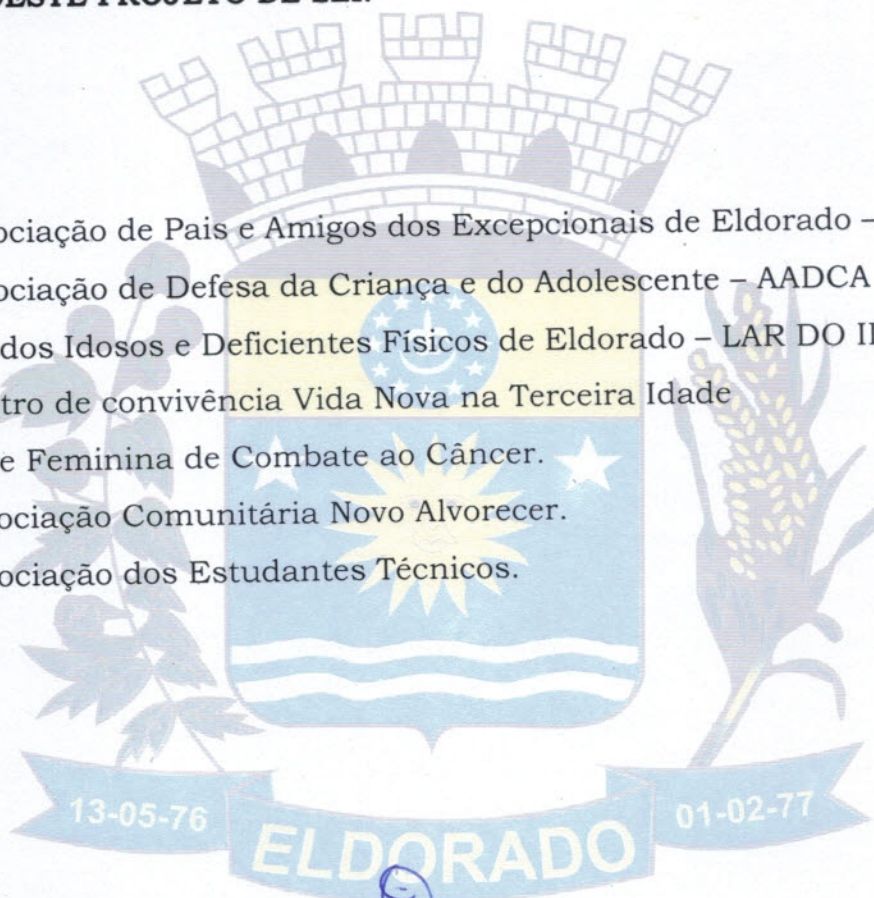 PROJETO DE
ociação de Pais e Amigos dos Excepcionais de Eldorado –
ociação de Defesa da Criança e do Adolescente – AADCA
dos Idosos e Deficientes Físicos de Eldorado – LAR DO I
tro de convivência Vida Nova na Terceira Idade
e Feminina de Combate ao Câncer.
ociação Comunitária Novo Alvorecer.
ociação dos Estudantes Técnicos.
13-05-76
ELDORADO
01-02-77